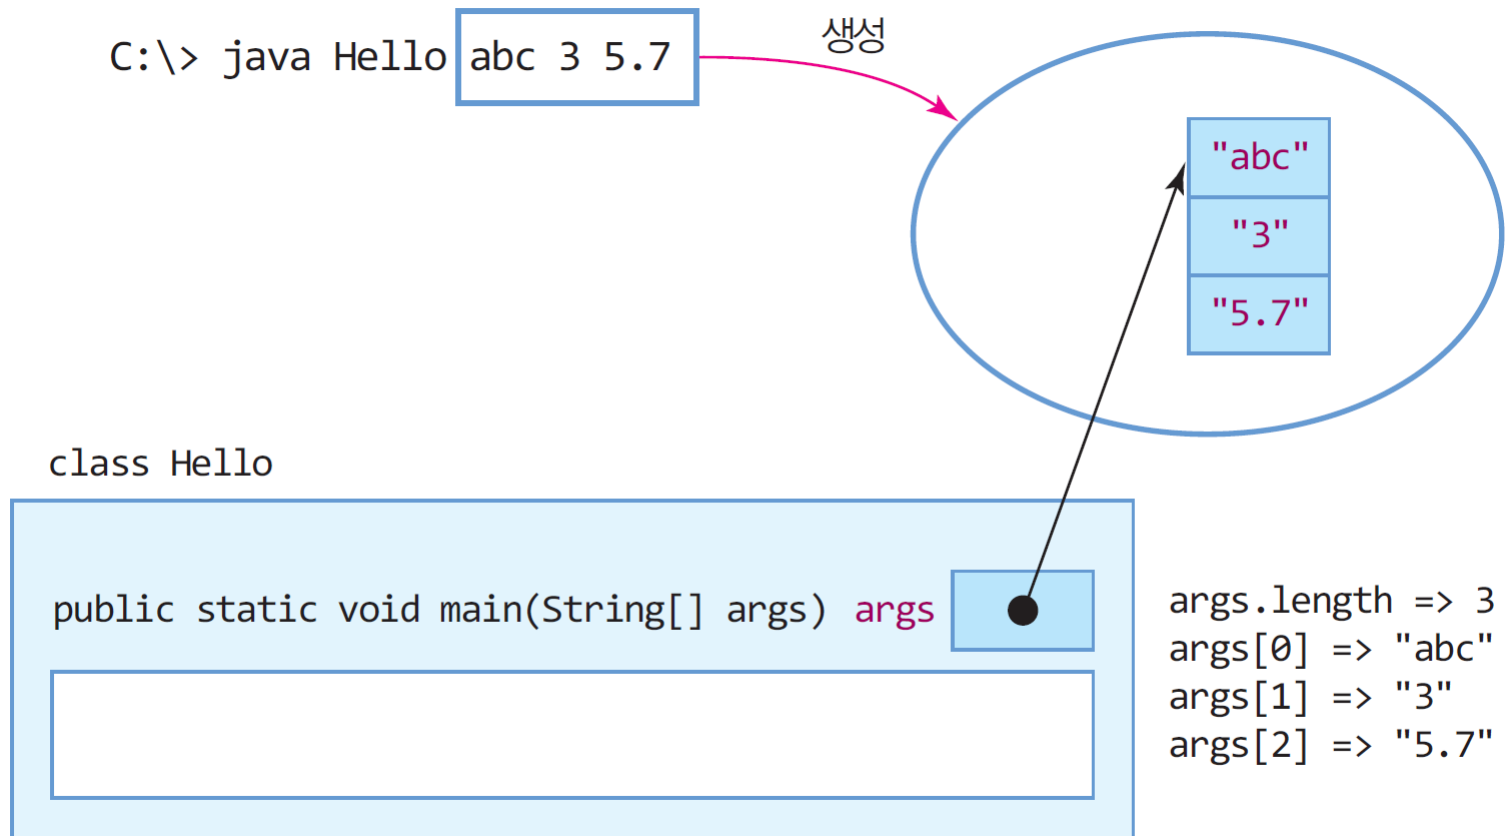 C:\> java Hello abc 3 5.7
생성
"abc"
"3"
"5.7"
class Hello
public static void main(String[] args) args
args.length => 3
args[0] => "abc"
args[1] => "3"
args[2] => "5.7"